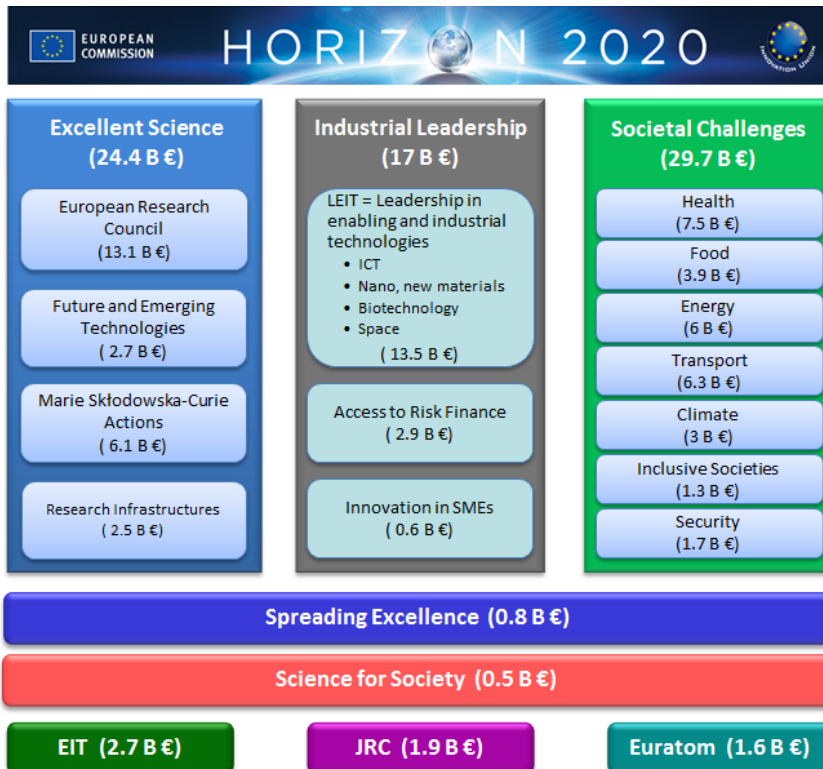 EUROPEAN
COMMISSION
HORIZON 2020
INNOVATION UNION
Excellent Science
(24.4 B €)
European Research
Council
(13.1 B €)
Future and Emerging
Technologies
( 2.7 B €)
Marie Skłodowska-Curie
Actions
( 6.1 B €)
Research Infrastructures
( 2.5 B €)
Industrial Leadership
(17 B €)
LEIT = Leadership in
enabling and industrial
technologies
• ICT
• Nano, new materials
• Biotechnology
• Space
( 13.5 B €)
Access to Risk Finance
( 2.9 B €)
Innovation in SMEs
( 0.6 B €)
Societal Challenges
(29.7 B €)
Health
(7.5 B €)
Food
(3.9 B €)
Energy
(6 B €)
Transport
(6.3 B €)
Climate
(3 B €)
Inclusive Societies
(1.3 B €)
Security
(1.7 B €)
Spreading Excellence (0.8 B €)
Science for Society (0.5 B €)
EIT (2.7 B €)
JRC (1.9 B €)
Euratom (1.6 B €)